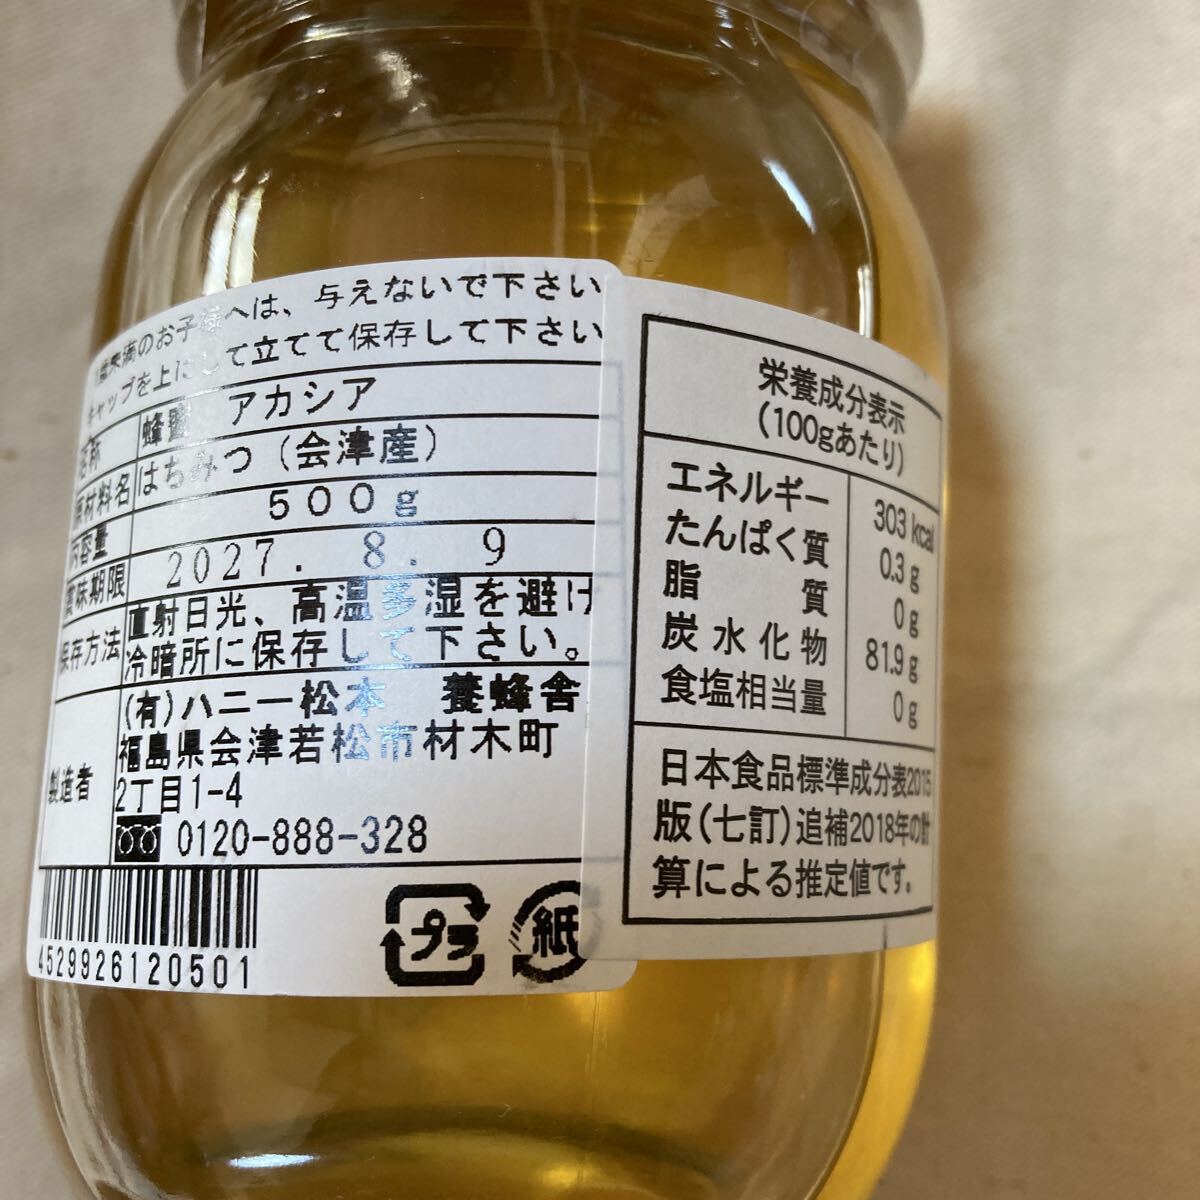 1歳未満のお子様へは、与えないで下さい
キャップを上にして立てて保存して下さい
名称 蜂蜜 アカシア
原材料名 はちみつ（会津産）
内容量 500g
賞味期限 2027. 8. 9
保存方法 直射日光、高温多湿を避け
冷暗所に保存して下さい。
製造者 (有)ハニー松本 養蜂舎
福島県会津若松市材木町
2丁目1-4
0120-888-328
4529926120501
プラ 紙
栄養成分表示
(100gあたり)
エネルギー 303 kcal
たんぱく質 0.3 g
脂質 0 g
炭水化物 81.9 g
食塩相当量 0 g
日本食品標準成分表2015
版(七訂)追補2018年の計
算による推定値です。